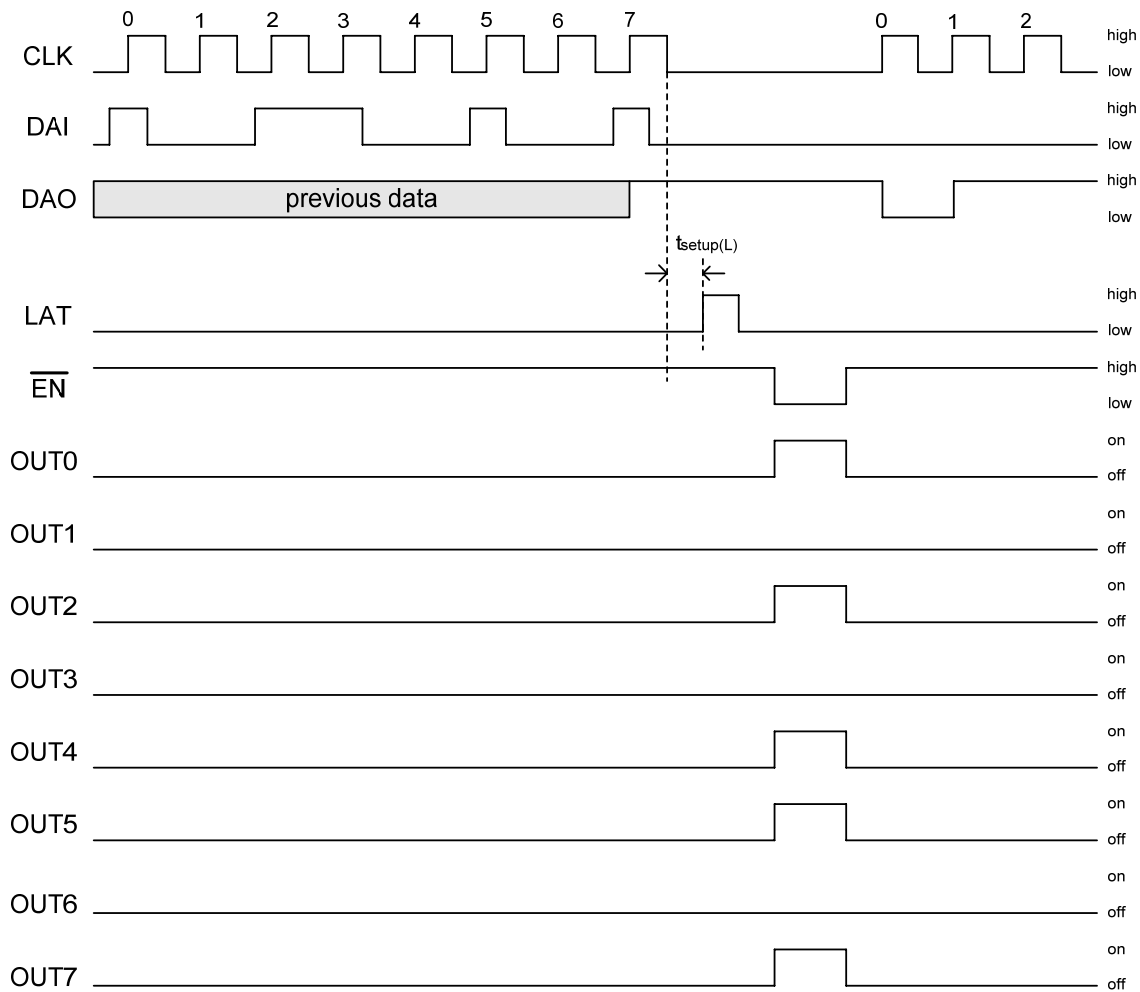 0 1 2 3 4 5 6 7 0 1 2
CLK high
low
DAI high
low
DAO previous data high
low
tsetup(L)
LAT high
low
EN high
low
OUT0 on
off
OUT1 on
off
OUT2 on
off
OUT3 on
off
OUT4 on
off
OUT5 on
off
OUT6 on
off
OUT7 on
off